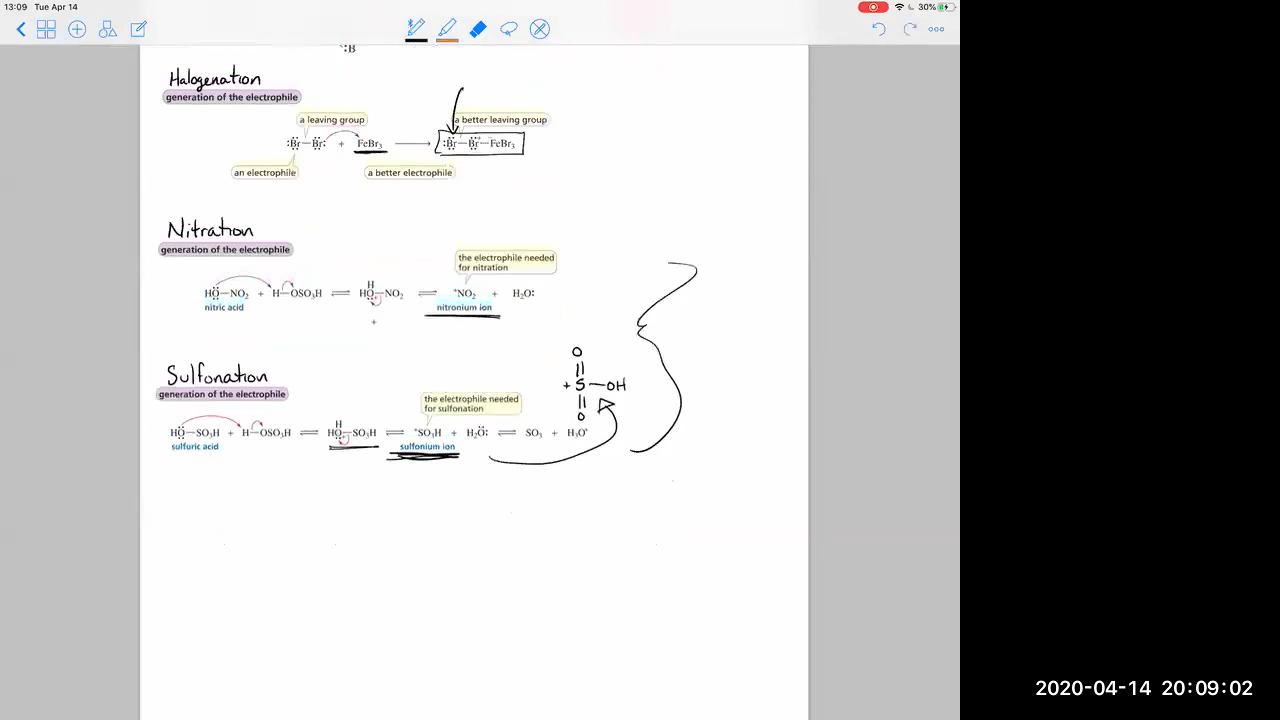 13:09 Tue Apr 14
30%
:B
Halogenation
generation of the electrophile
a leaving group
a better leaving group
:Br—Br: + FeBr₃ ⟶ :Br—Br⁺—⁻FeBr₃
an electrophile
a better electrophile
Nitration
generation of the electrophile
the electrophile needed
for nitration
H
HO—NO₂ + H—OSO₃H ⇌ HO⁺—NO₂ ⇌ ⁺NO₂ + H₂O:
nitric acid
nitronium ion
+
O
Sulfonation
+ S —OH
generation of the electrophile
the electrophile needed
for sulfonation
O
H
HO—SO₃H + H—OSO₃H ⇌ HO⁺—SO₃H ⇌ ⁺SO₃H + H₂O: ⇌ SO₃ + H₃O⁺
sulfuric acid
sulfonium ion
2020-04-14 20:09:02